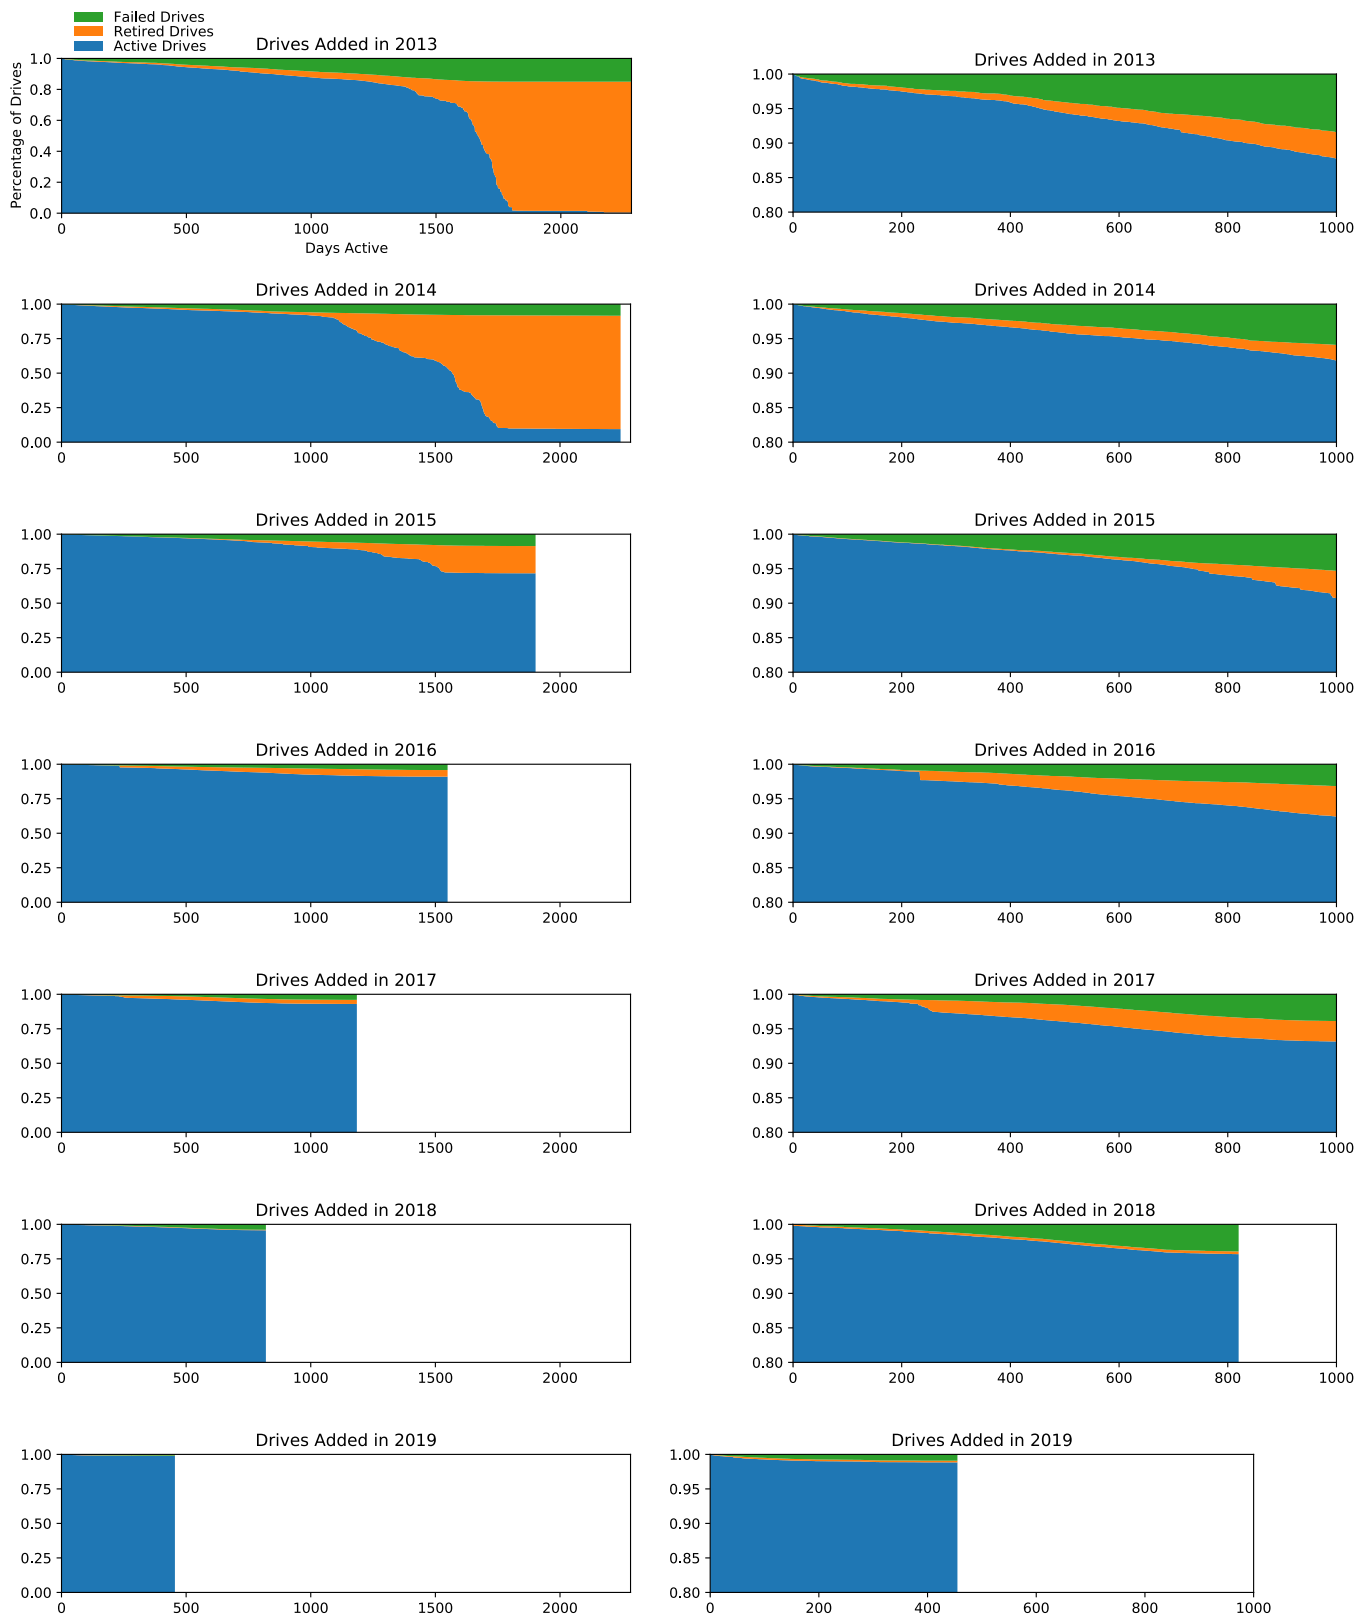 Failed Drives
Retired Drives
Active Drives
Drives Added in 2013
1.0
0.8
0.6
0.4
0.2
0.0
Percentage of Drives
0 500 1000 1500 2000
Days Active
Drives Added in 2013
1.00
0.95
0.90
0.85
0.80
0 200 400 600 800 1000
Drives Added in 2014
1.00
0.75
0.50
0.25
0.00
0 500 1000 1500 2000
Drives Added in 2014
1.00
0.95
0.90
0.85
0.80
0 200 400 600 800 1000
Drives Added in 2015
1.00
0.75
0.50
0.25
0.00
0 500 1000 1500 2000
Drives Added in 2015
1.00
0.95
0.90
0.85
0.80
0 200 400 600 800 1000
Drives Added in 2016
1.00
0.75
0.50
0.25
0.00
0 500 1000 1500 2000
Drives Added in 2016
1.00
0.95
0.90
0.85
0.80
0 200 400 600 800 1000
Drives Added in 2017
1.00
0.75
0.50
0.25
0.00
0 500 1000 1500 2000
Drives Added in 2017
1.00
0.95
0.90
0.85
0.80
0 200 400 600 800 1000
Drives Added in 2018
1.00
0.75
0.50
0.25
0.00
0 500 1000 1500 2000
Drives Added in 2018
1.00
0.95
0.90
0.85
0.80
0 200 400 600 800 1000
Drives Added in 2019
1.00
0.75
0.50
0.25
0.00
0 500 1000 1500 2000
Drives Added in 2019
1.00
0.95
0.90
0.85
0.80
0 200 400 600 800 1000